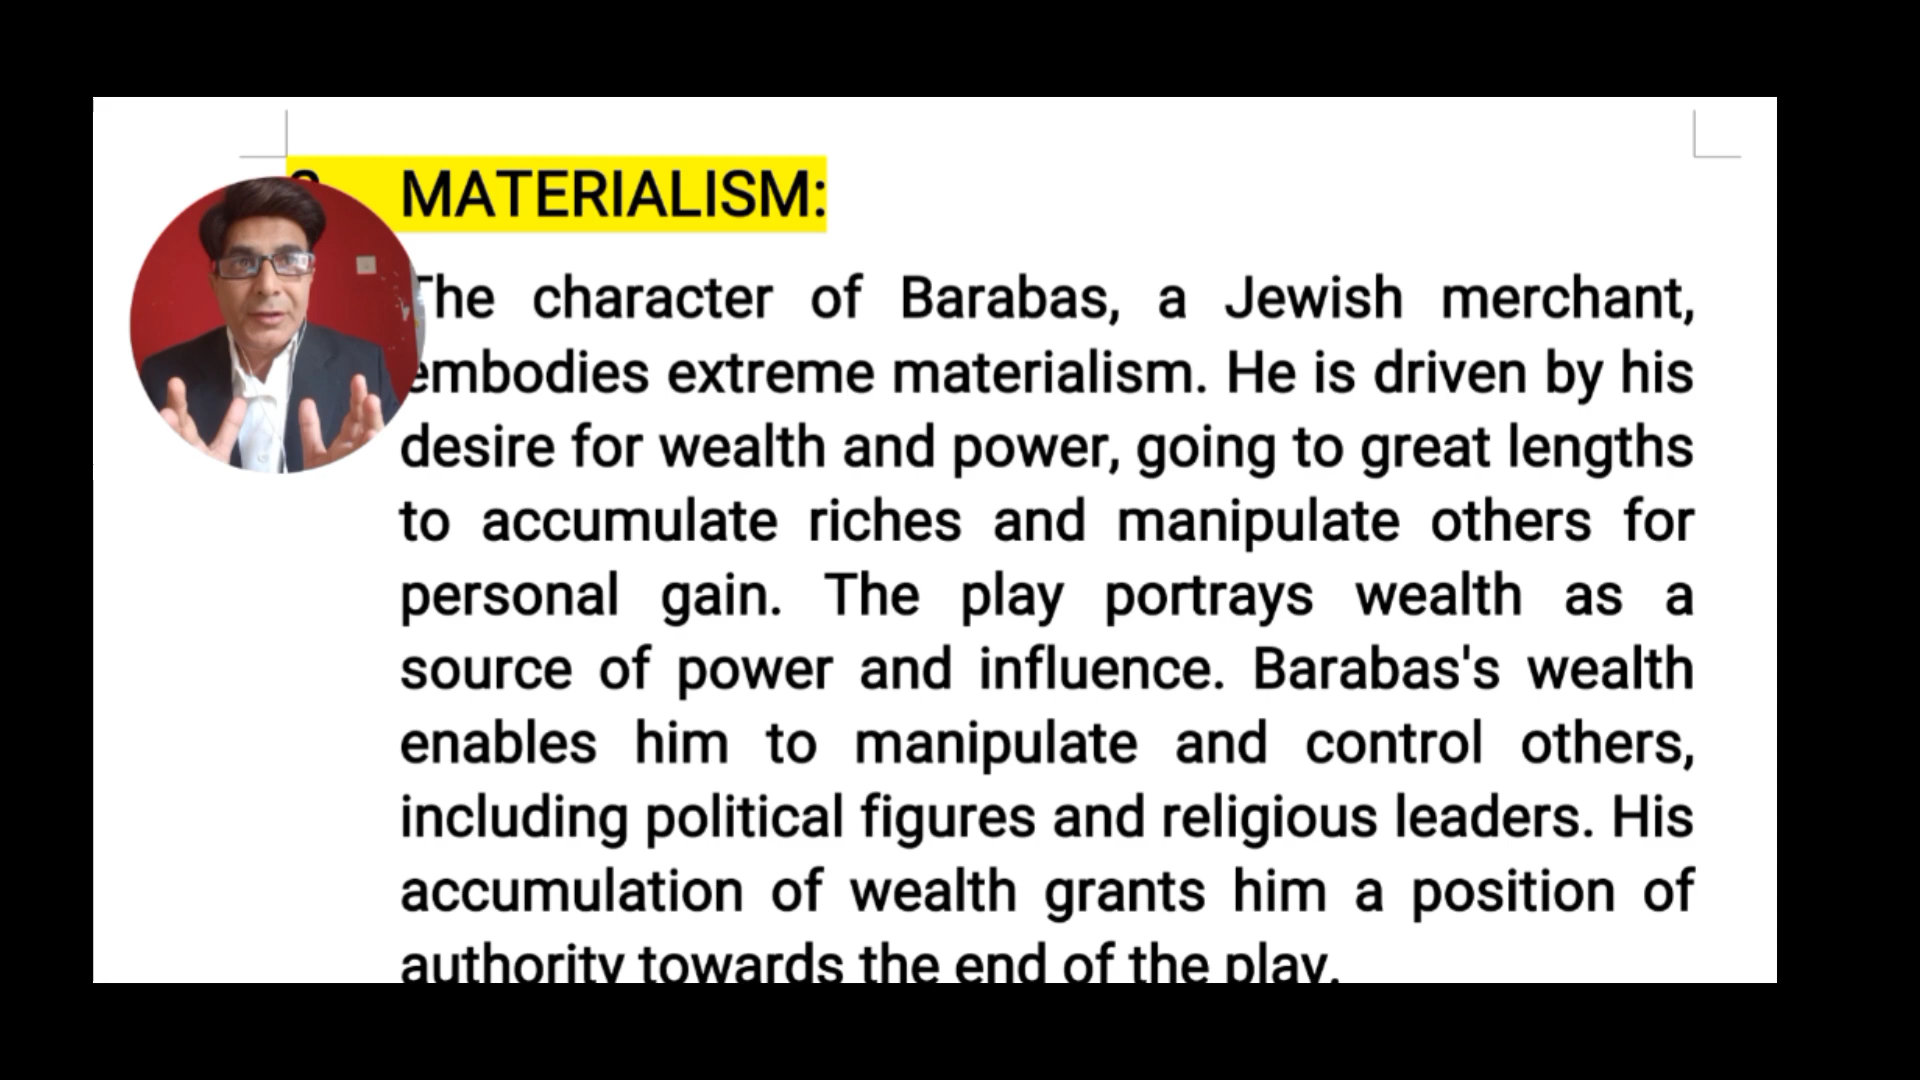 MATERIALISM:
The character of Barabas, a Jewish merchant,
embodies extreme materialism. He is driven by his
desire for wealth and power, going to great lengths
to accumulate riches and manipulate others for
personal gain. The play portrays wealth as a
source of power and influence. Barabas's wealth
enables him to manipulate and control others,
including political figures and religious leaders. His
accumulation of wealth grants him a position of
authority towards the end of the play.